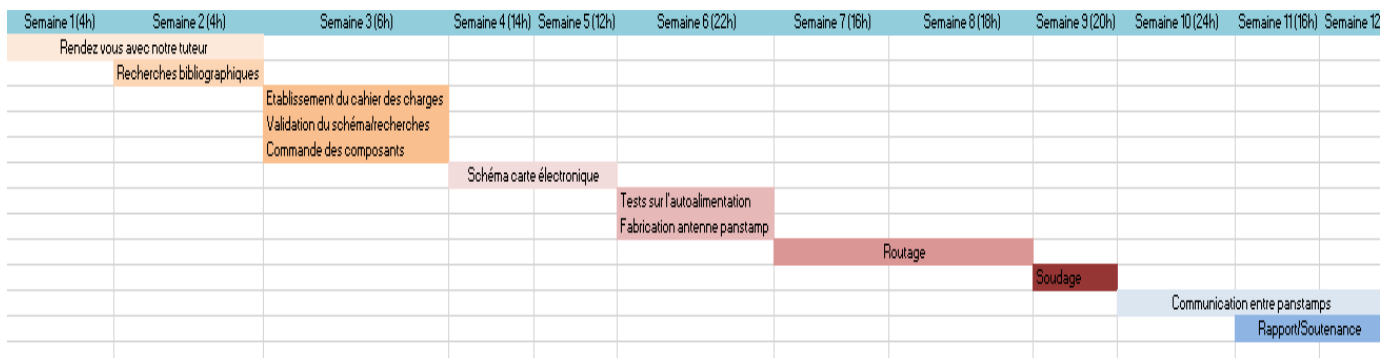 Semaine 1 (4h) Semaine 2 (4h) Semaine 3 (6h) Semaine 4 (14h) Semaine 5 (12h) Semaine 6 (22h) Semaine 7 (16h) Semaine 8 (18h) Semaine 9 (20h) Semaine 10 (24h) Semaine 11 (16h) Semaine 12
Rendez vous avec notre tuteur
Recherches bibliographiques
Etablissement du cahier des charges
Validation du schéma/recherches
Commande des composants
Schéma carte électronique
Tests sur l'autoalimentation
Fabrication antenne panstamp
Routage
Soudage
Communication entre panstamps
Rapport/Soutenance